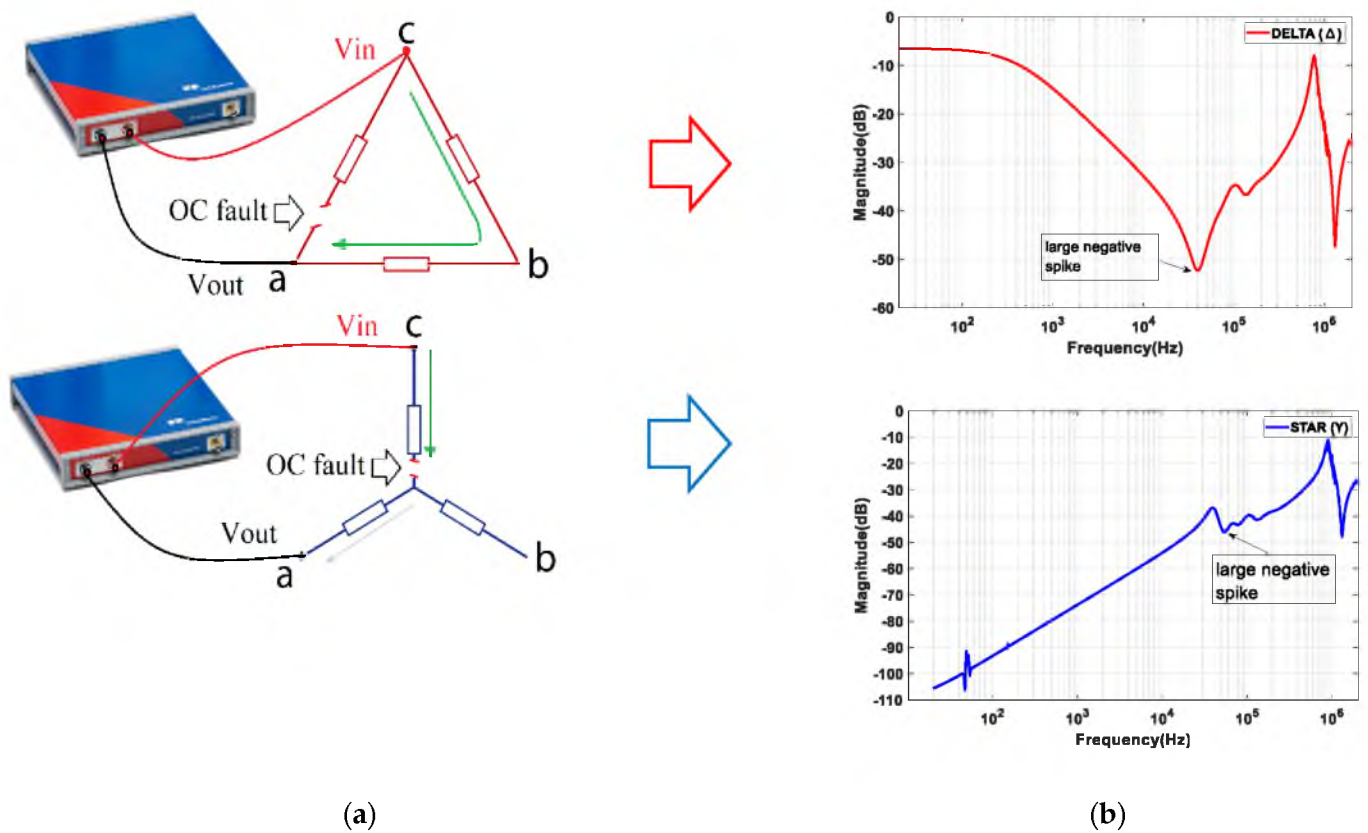 Vin
c
OC fault
a
Vout
b
0
-10
-20
-30
-40
-50
-60
Magnitude(dB)
DELTA (Δ)
large negative
spike
10²
10³
10⁴
10⁵
10⁶
Frequency(Hz)
Vin
c
OC fault
Vout
a
b
0
-10
-20
-30
-40
-50
-60
-70
-80
-90
-100
-110
Magnitude(dB)
STAR (Y)
large negative
spike
10²
10³
10⁴
10⁵
10⁶
Frequency(Hz)
(a)
(b)